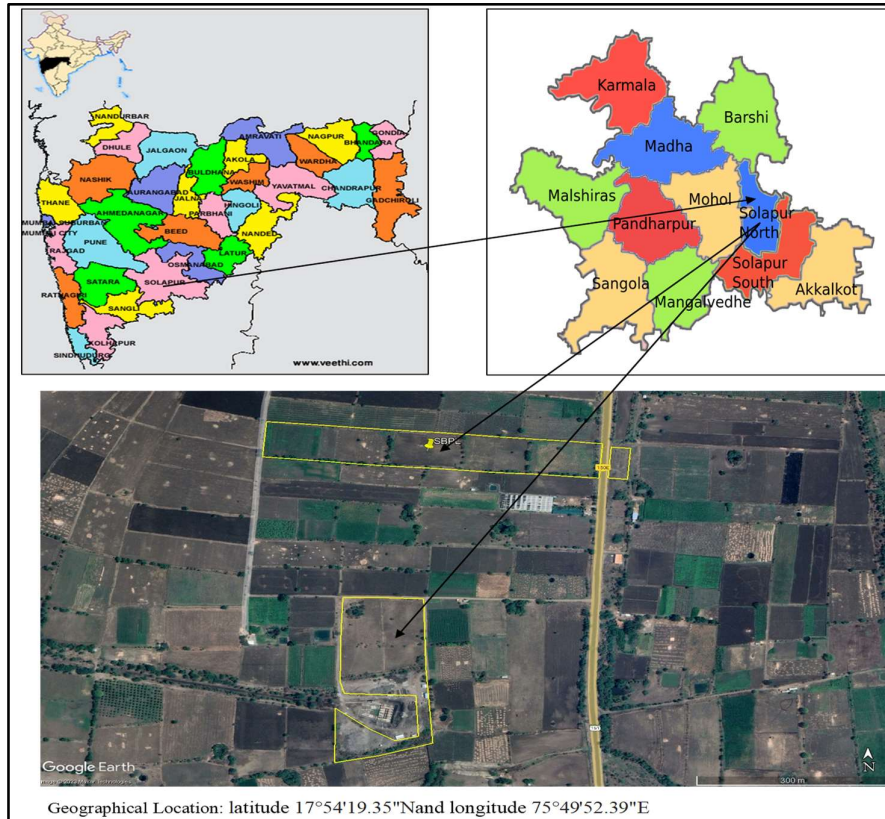 NANDURBAR
DHULE
JALGAON
AMRAVATI
NAGPUR
BHANDARA
GONDIA
NASHIK
BULDHANA
AKOLA
WARDHA
WASHIM
YAVATMAL
CHANDRAPUR
GADCHIROLI
THANE
AURANGABAD
JALNA
HINGOLI
PARBHANI
AHMEDNAGAR
MUMBAI SUBURBAN
MUMBAI CITY
PUNE
BEED
NANDED
RAIGAD
LATUR
OSMANABAD
SATARA
SOLAPUR
RATNAGIRI
SANGLI
KOLHAPUR
SINDHUDURG
www.veethi.com
Karmala
Barshi
Madha
Malshiras
Mohol
Solapur
North
Pandharpur
Solapur
South
Sangola
Mangalvedhe
Akkalkot
SBPL
Google Earth
300 m
N
Geographical Location: latitude 17°54'19.35"Nand longitude 75°49'52.39"E